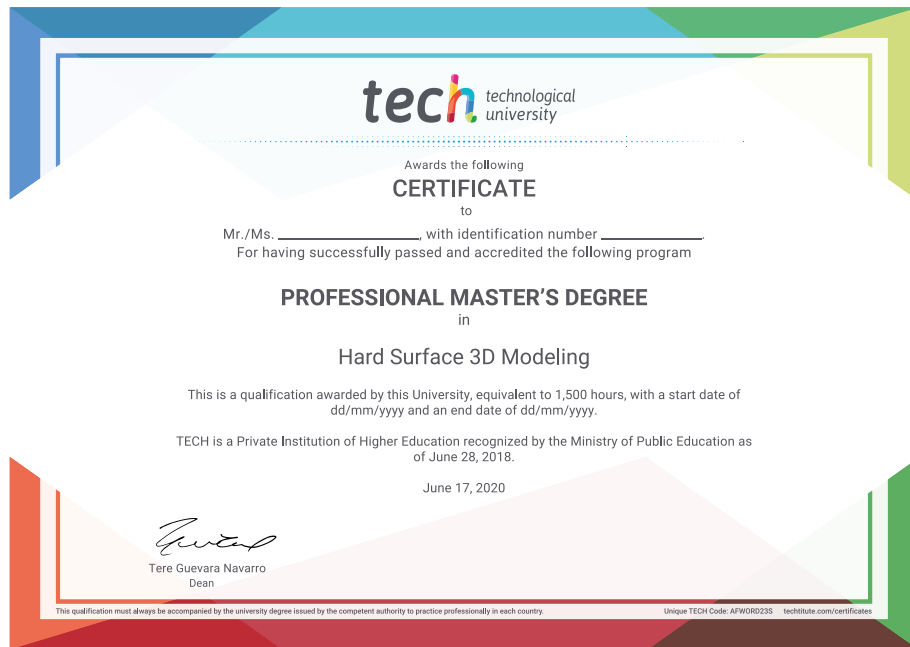 tech technological
university
Awards the following
CERTIFICATE
to
Mr./Ms. ____________________, with identification number ______________.
For having successfully passed and accredited the following program
PROFESSIONAL MASTER’S DEGREE
in
Hard Surface 3D Modeling
This is a qualification awarded by this University, equivalent to 1,500 hours, with a start date of
dd/mm/yyyy and an end date of dd/mm/yyyy.
TECH is a Private Institution of Higher Education recognized by the Ministry of Public Education as
of June 28, 2018.
June 17, 2020
Tere Guevara Navarro
Dean
This qualification must always be accompanied by the university degree issued by the competent authority to practice professionally in each country.
Unique TECH Code: AFWORD23S techtitute.com/certificates